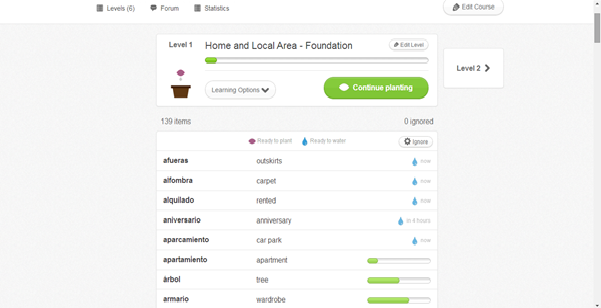 Levels (6) Forum Statistics Edit Course
Level 1 Home and Local Area - Foundation Edit Level
Level 2
Learning Options Continue planting
139 items 0 ignored
Ready to plant Ready to water Ignore
afueras outskirts now
alfombra carpet now
alquilado rented now
aniversario anniversary in 4 hours
aparcamiento car park now
apartamiento apartment
árbol tree
armario wardrobe